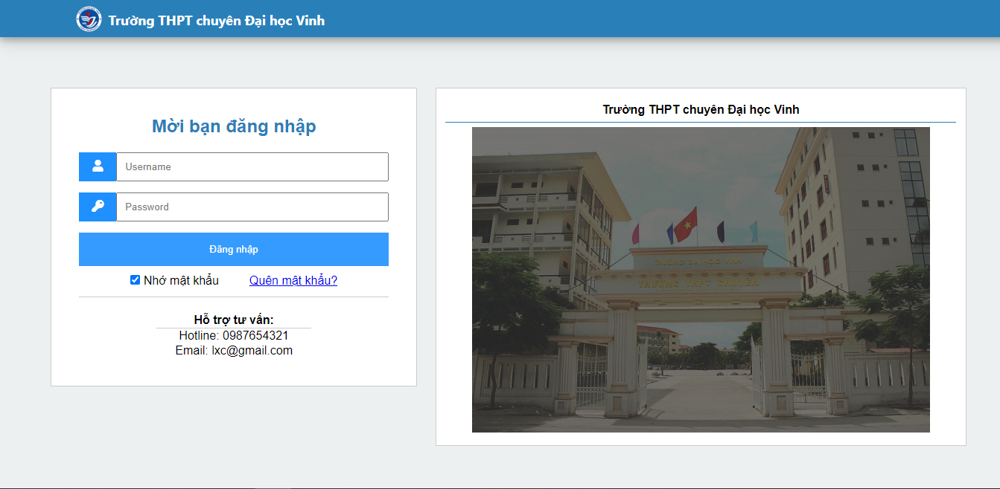 Trường THPT chuyên Đại học Vinh
Mời bạn đăng nhập
Username
Password
Đăng nhập
Nhớ mật khẩu Quên mật khẩu?
Hỗ trợ tư vấn:
Hotline: 0987654321
Email: lxc@gmail.com
Trường THPT chuyên Đại học Vinh
TRƯỜNG ĐẠI HỌC VINH
TRƯỜNG THPT CHUYÊN